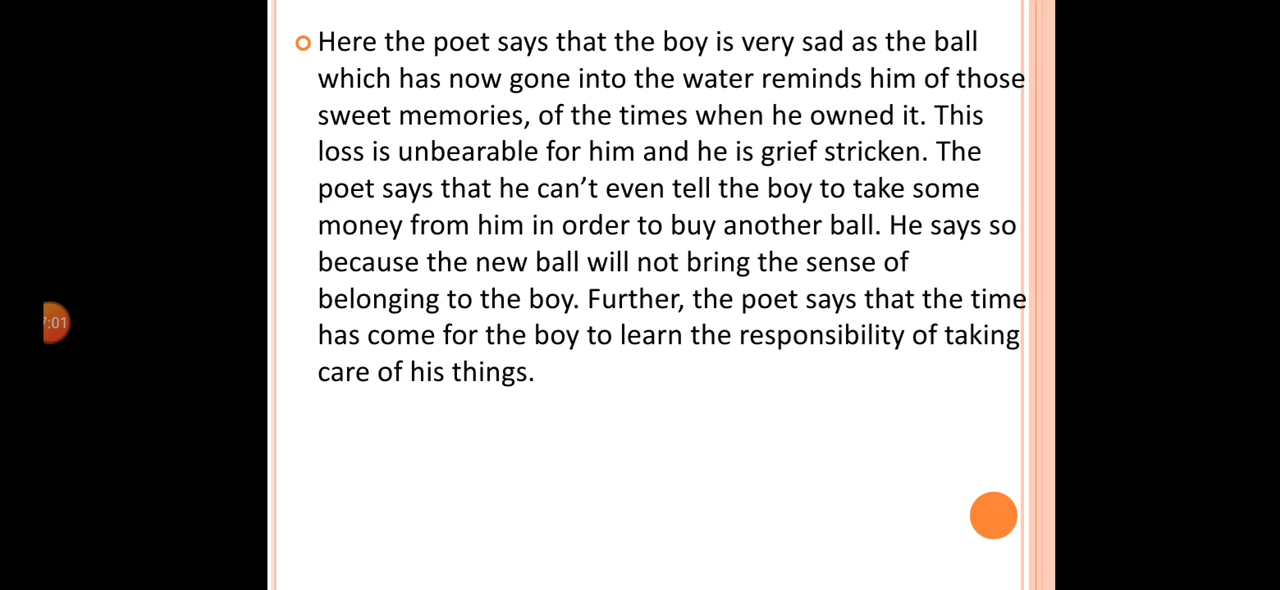 Here the poet says that the boy is very sad as the ball
which has now gone into the water reminds him of those
sweet memories, of the times when he owned it. This
loss is unbearable for him and he is grief stricken. The
poet says that he can’t even tell the boy to take some
money from him in order to buy another ball. He says so
because the new ball will not bring the sense of
belonging to the boy. Further, the poet says that the time
has come for the boy to learn the responsibility of taking
care of his things.
:01